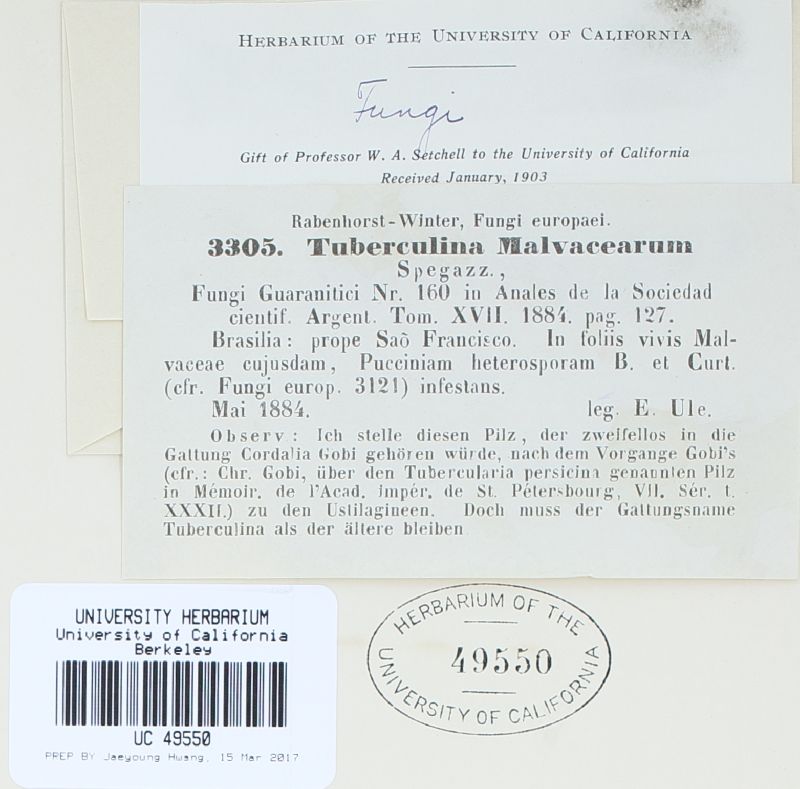 HERBARIUM OF THE UNIVERSITY OF CALIFORNIA
Fungi
Gift of Professor W. A. Setchell to the University of California
Received January, 1903
Rabenhorst-Winter, Fungi europaei.
3305. Tuberculina Malvacearum
Spegazz.,
Fungi Guaranitici Nr. 160 in Anales de la Sociedad
cientif. Argent. Tom. XVII. 1884. pag. 127.
Brasilia: prope Saõ Francisco. In foliis vivis Mal-
vaceae cujusdam, Pucciniam heterosporam B. et Curt.
(cfr. Fungi europ. 3121) infestans.
Mai 1884. leg. E. Ule.
Observ: Ich stelle diesen Pilz, der zweifellos in die
Gattung Cordalia Gobi gehören würde, nach dem Vorgange Gobi's
(cfr.: Chr. Gobi, über den Tubercularia persicina genannten Pilz
in Mémoir. de l'Acad. impér. de St. Pétersbourg, VII. Sér. t.
XXXII.) zu den Ustilagineen. Doch muss der Gattungsname
Tuberculina als der ältere bleiben
UNIVERSITY HERBARIUM
University of California
Berkeley
UC 49550
PREP BY Jaeyoung Hwang, 15 Mar 2017
HERBARIUM OF THE
49550
UNIVERSITY OF CALIFORNIA